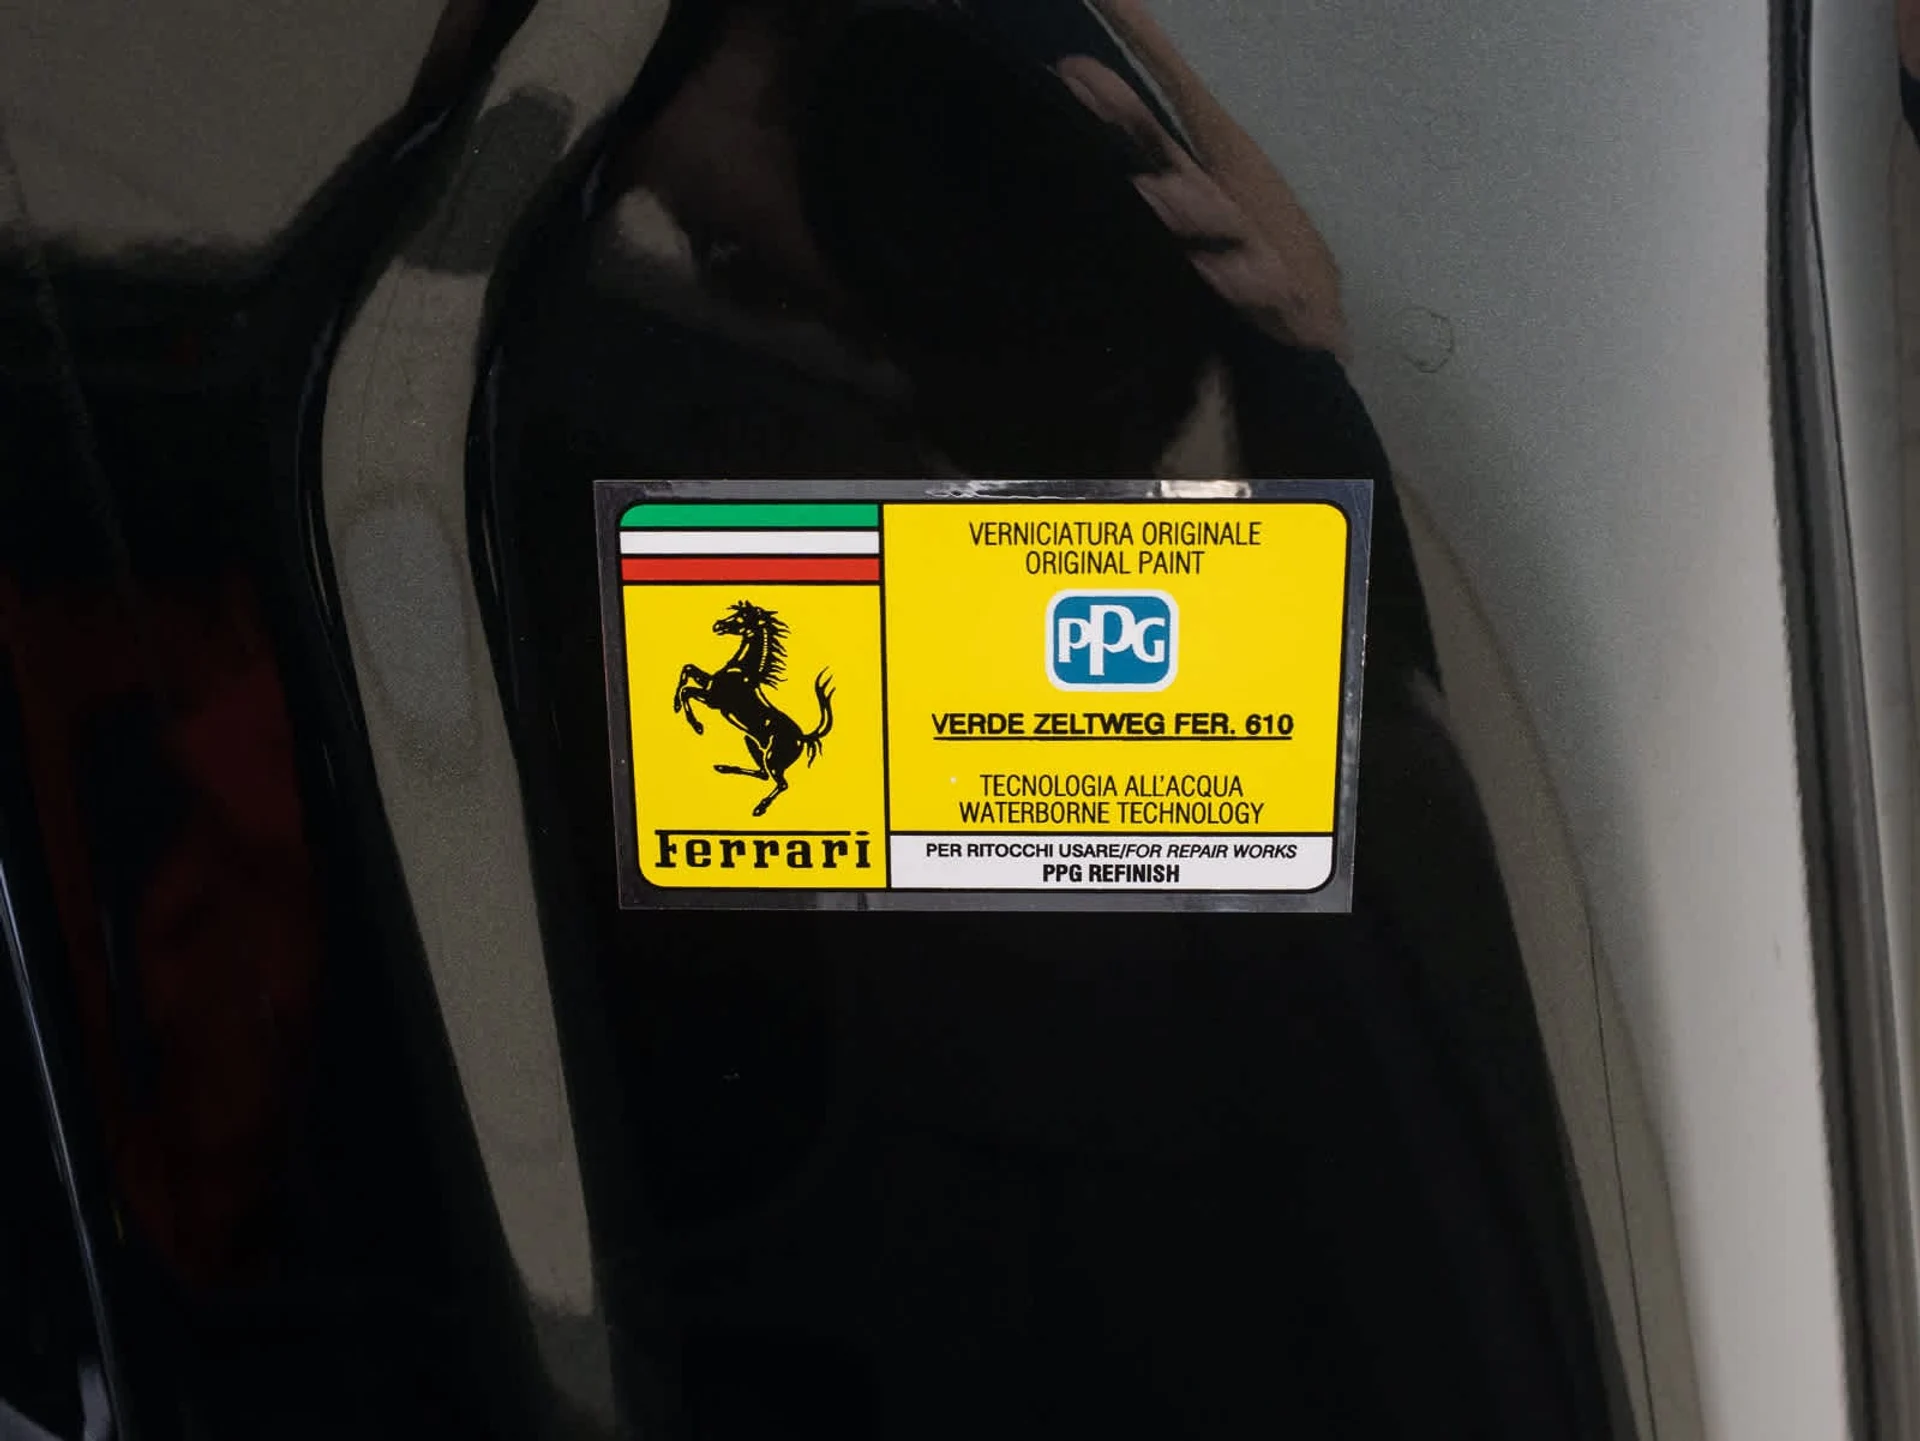 Ferrari
VERNICIATURA ORIGINALE
ORIGINAL PAINT
PPG
VERDE ZELTWEG FER. 610
TECNOLOGIA ALL'ACQUA
WATERBORNE TECHNOLOGY
PER RITOCCHI USARE/FOR REPAIR WORKS
PPG REFINISH